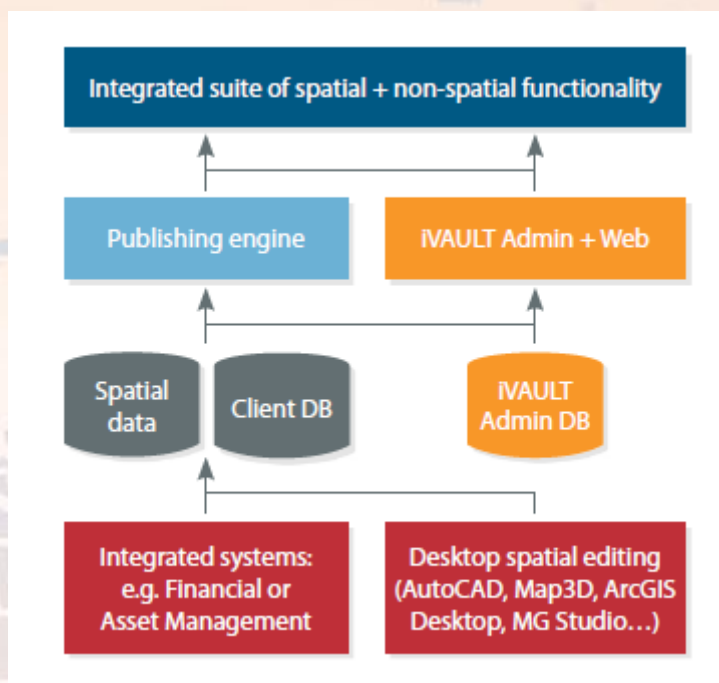 Integrated suite of spatial + non-spatial functionality
Publishing engine
iVAULT Admin + Web
Spatial
data
Client DB
iVAULT
Admin DB
Integrated systems:
e.g. Financial or
Asset Management
Desktop spatial editing
(AutoCAD, Map3D, ArcGIS
Desktop, MG Studio…)